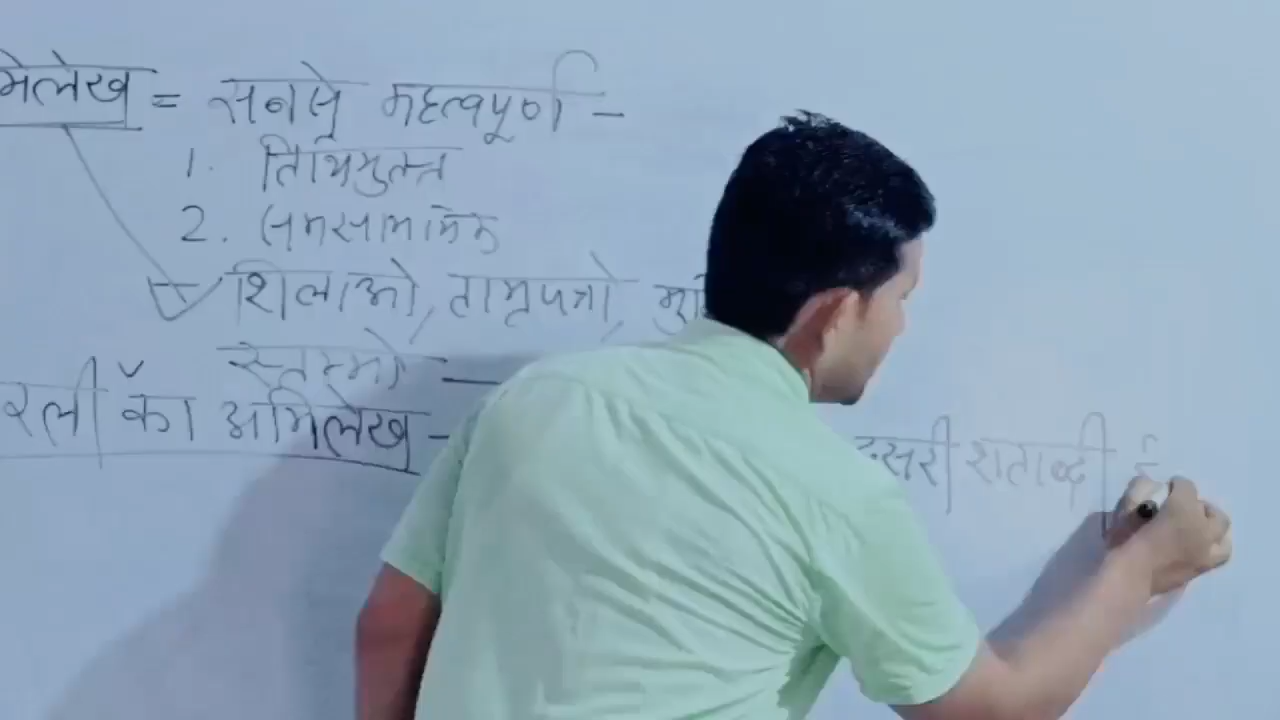 मिलेख = सबसे महत्वपूर्ण -
1. तिथियुक्त
2. समसामयिक
शिलाओ, ताम्रपत्रो,
स्तम्भो -
रली का अभिलेख -
दूसरी शताब्दी ई